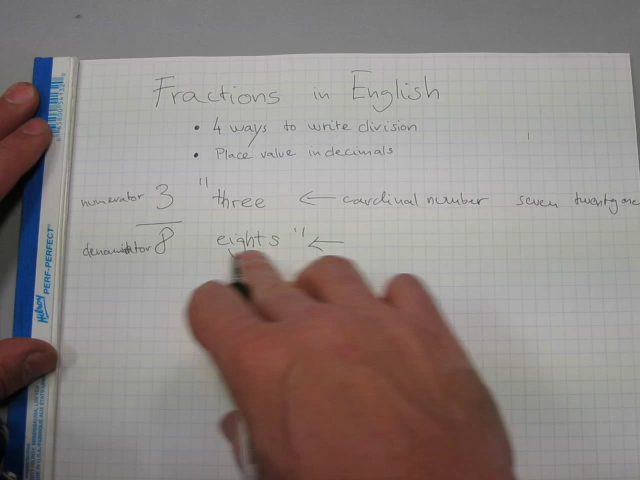 Fractions in English
• 4 ways to write division
• Place value in decimals
numerator 3 "three ← cardinal number seven twenty one
8 eights" ←
Hilroy PERF-PERFECT